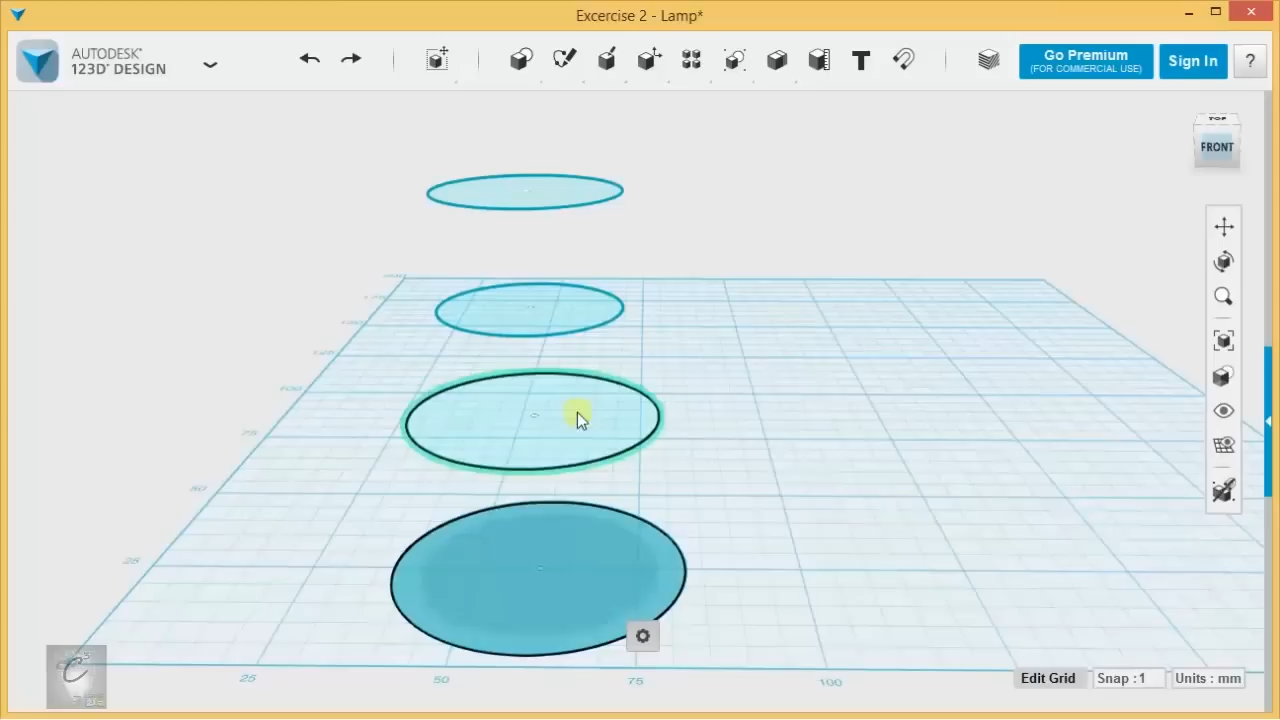 Excercise 2 - Lamp*
AUTODESK®
123D® DESIGN
T
Go Premium
(FOR COMMERCIAL USE)
Sign In
?
TOP
FRONT
100
75
50
25
25
50
75
100
Edit Grid
Snap : 1
Units : mm